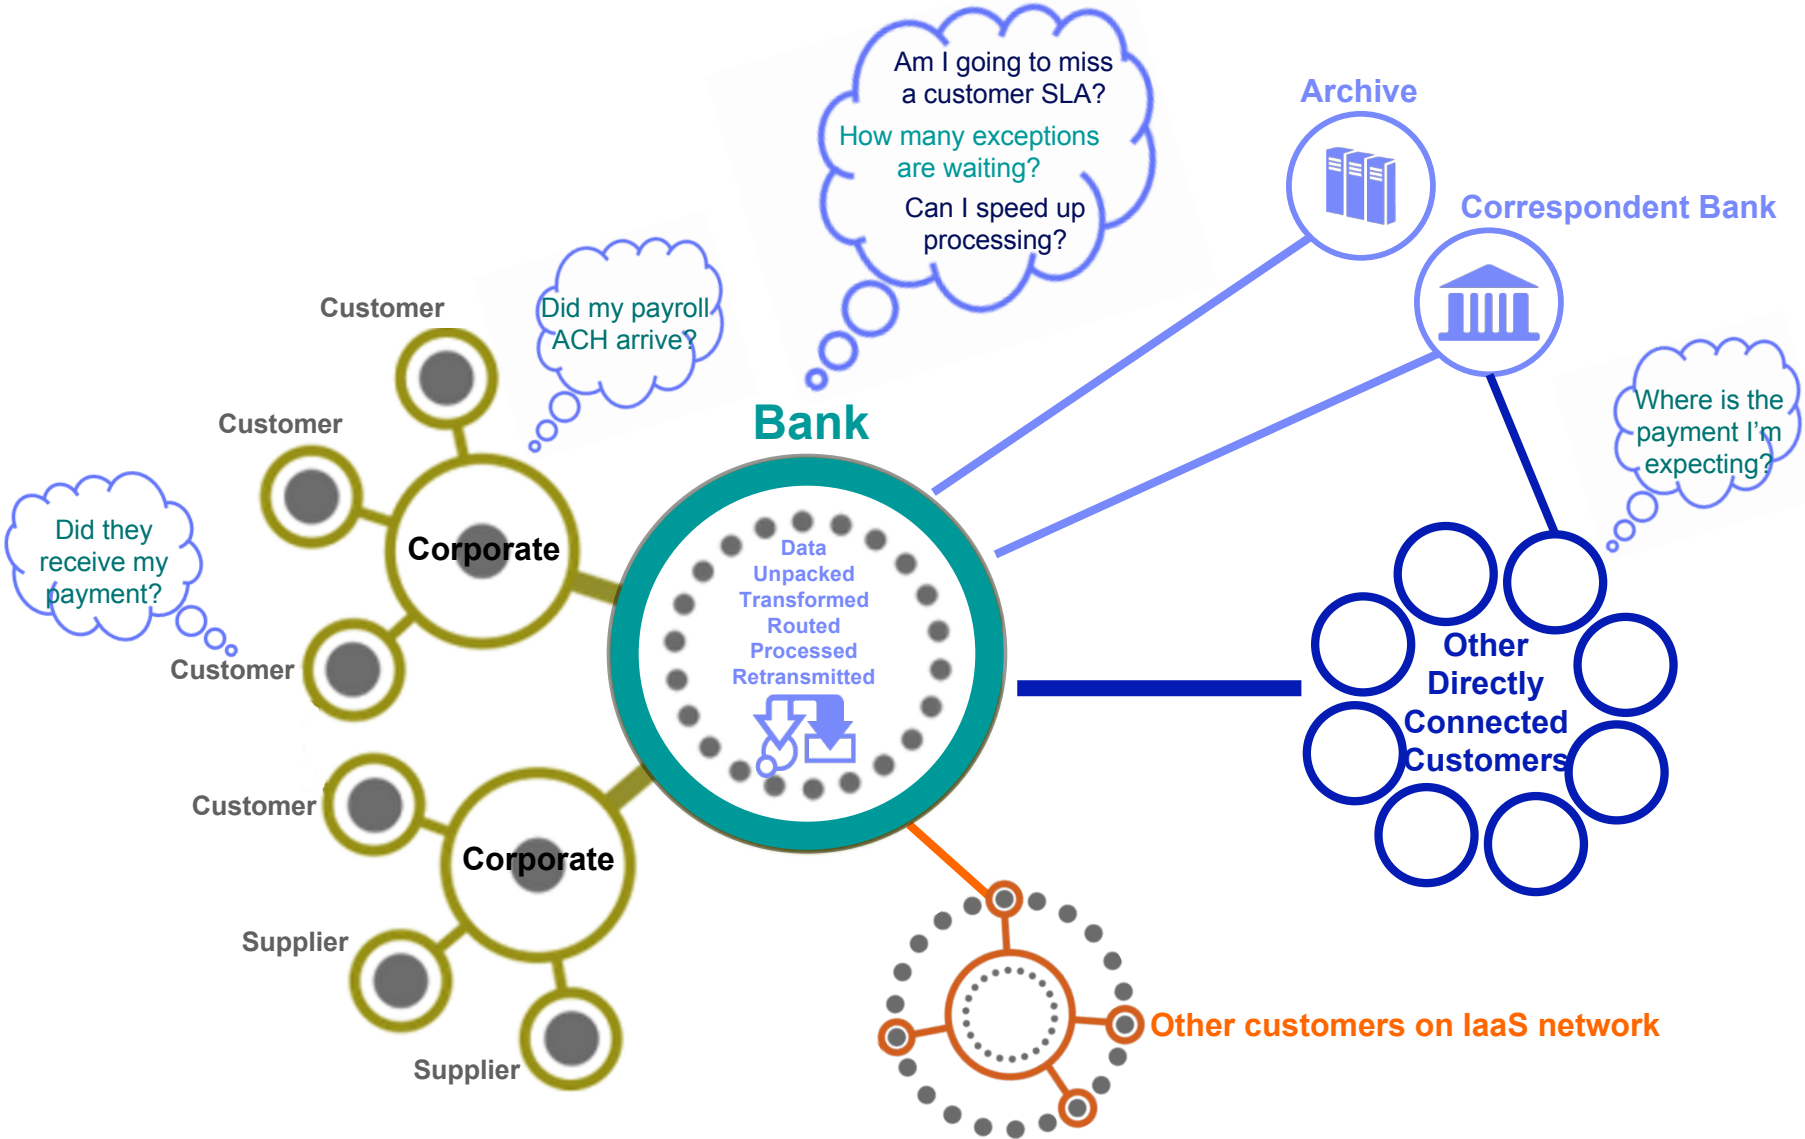 Am I going to miss
a customer SLA?
How many exceptions
are waiting?
Can I speed up
processing?
Archive
Correspondent Bank
Customer
Did my payroll
ACH arrive?
Where is the
payment I'm
expecting?
Customer
Bank
Did they
receive my
payment?
Corporate
Customer
Data
Unpacked
Transformed
Routed
Processed
Retransmitted
Other
Directly
Connected
Customers
Customer
Corporate
Supplier
Supplier
Other customers on IaaS network